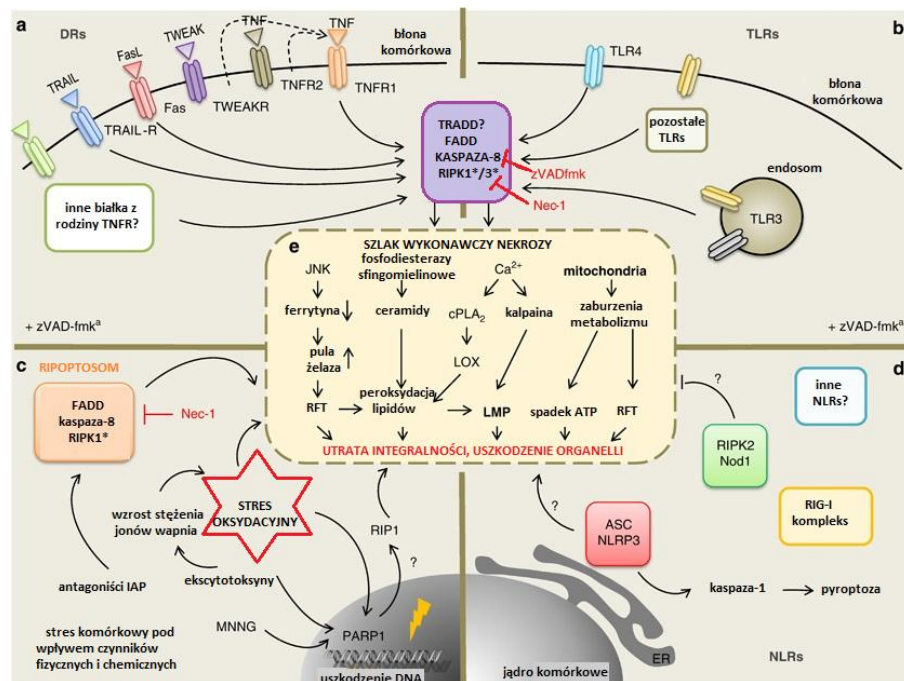 a
DRs
TWEAK
TNF
TNF
FasL
TRAIL
Fas
TRAIL-R
TWEAKR
TNFR2
TNFR1
błona
komórkowa
inne białka z
rodziny TNFR?
+ zVAD-fmkª
b
TLRs
TLR4
błona
komórkowa
pozostałe
TLRs
endosom
TLR3
+ zVAD-fmkª
TRADD?
FADD
KASPAZA-8
RIPK1*/3*
zVADfmk
Nec-1
e
SZLAK WYKONAWCZY NEKROZY
JNK
fosfodiesterazy
sfingomielinowe
Ca²⁺
mitochondria
ferrytyna
ceramidy
cPLA₂
kalpaina
zaburzenia
metabolizmu
pula
żelaza
LOX
RFT
peroksydacja
lipidów
LMP
spadek ATP
RFT
UTRATA INTEGRALNOŚCI, USZKODZENIE ORGANELLI
c
RIPOPTOSOM
FADD
kaspaza-8
RIPK1*
Nec-1
wzrost stężenia
jonów wapnia
STRES
OKSYDACYJNY
antagoniści IAP
ekscytotoksyny
RIP1
?
MNNG
PARP1
stres komórkowy pod
wpływem czynników
fizycznych i chemicznych
uszkodzenie DNA
d
?
inne
NLRs?
RIPK2
Nod1
RIG-I
kompleks
?
ASC
NLRP3
kaspaza-1
pyroptoza
ER
jądro komórkowe
NLRs